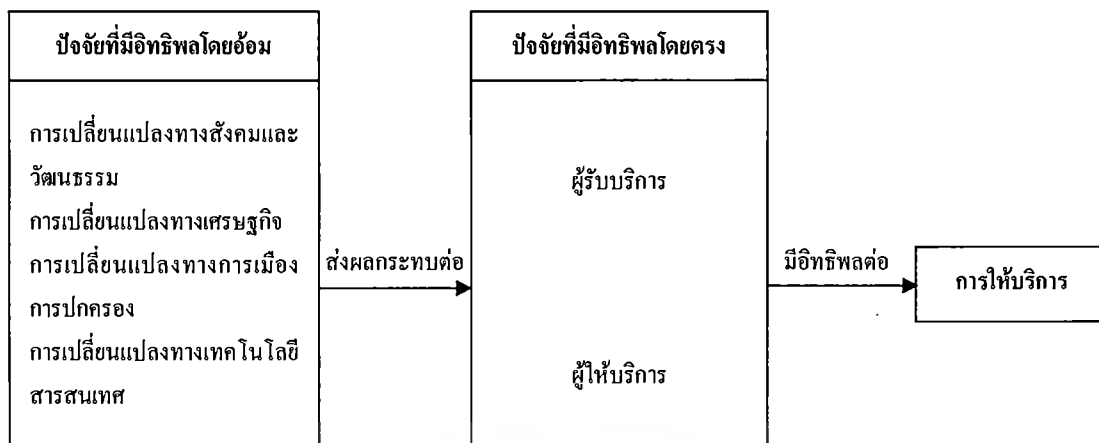 ปัจจัยที่มีอิทธิพลโดยอ้อม
การเปลี่ยนแปลงทางสังคมและ
วัฒนธรรม
การเปลี่ยนแปลงทางเศรษฐกิจ
การเปลี่ยนแปลงทางการเมือง
การปกครอง
การเปลี่ยนแปลงทางเทคโนโลยี
สารสนเทศ
ส่งผลกระทบต่อ
ปัจจัยที่มีอิทธิพลโดยตรง
ผู้รับบริการ
ผู้ให้บริการ
มีอิทธิพลต่อ
การให้บริการ